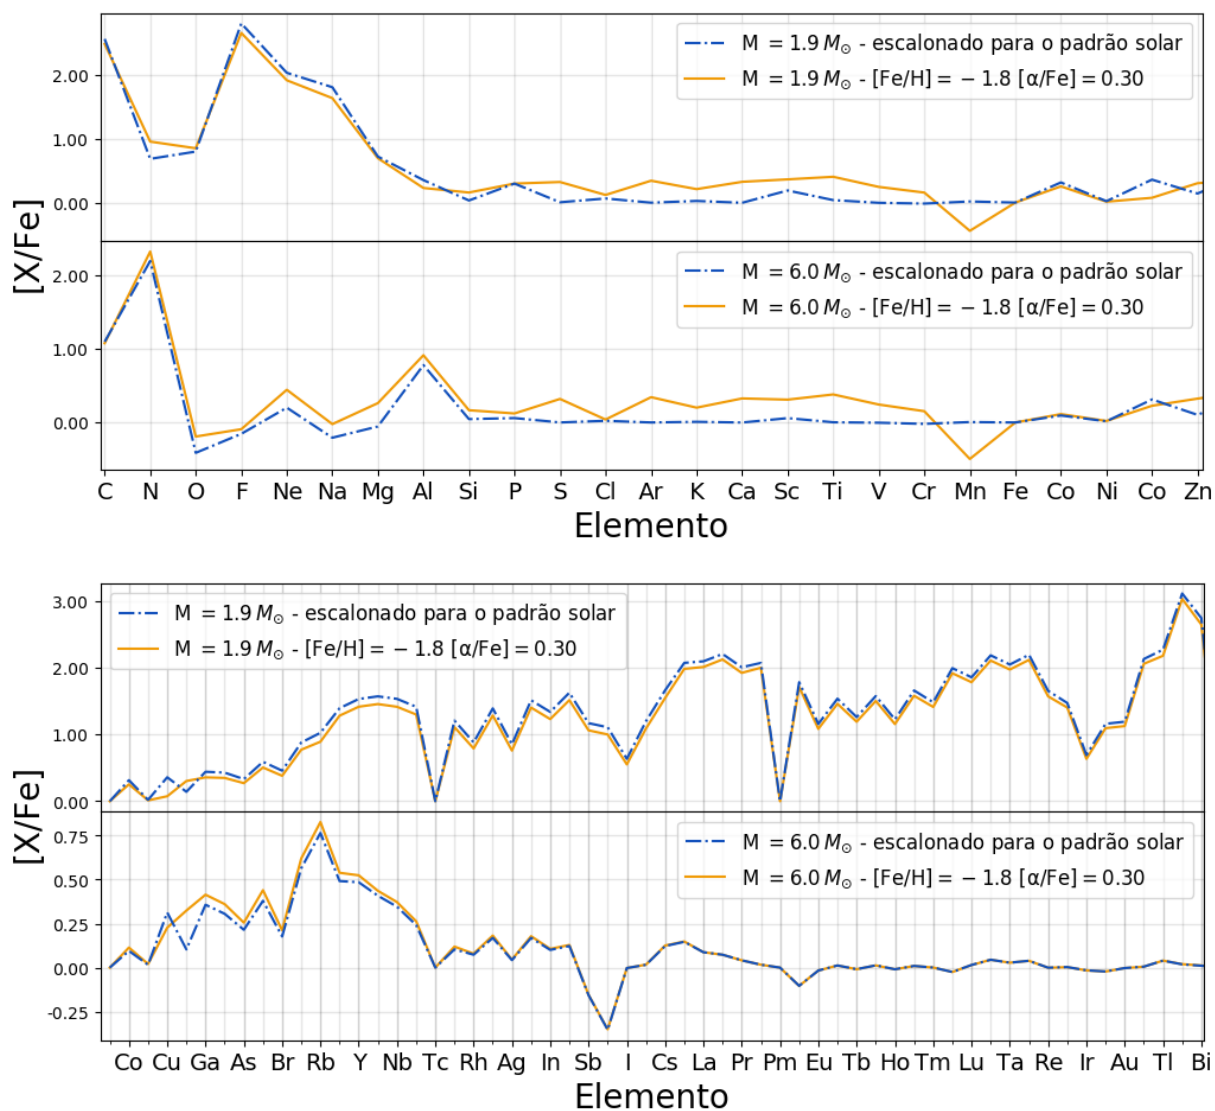 M = 1.9 M⊙ - escalonado para o padrão solar
M = 1.9 M⊙ - [Fe/H] = − 1.8 [α/Fe] = 0.30
2.00
1.00
0.00
[X/Fe]
M = 6.0 M⊙ - escalonado para o padrão solar
M = 6.0 M⊙ - [Fe/H] = − 1.8 [α/Fe] = 0.30
2.00
1.00
0.00
C N O F Ne Na Mg Al Si P S Cl Ar K Ca Sc Ti V Cr Mn Fe Co Ni Co Zn
Elemento
M = 1.9 M⊙ - escalonado para o padrão solar
M = 1.9 M⊙ - [Fe/H] = − 1.8 [α/Fe] = 0.30
3.00
2.00
1.00
0.00
[X/Fe]
M = 6.0 M⊙ - escalonado para o padrão solar
M = 6.0 M⊙ - [Fe/H] = − 1.8 [α/Fe] = 0.30
0.75
0.50
0.25
0.00
-0.25
Co Cu Ga As Br Rb Y Nb Tc Rh Ag In Sb I Cs La Pr Pm Eu Tb Ho Tm Lu Ta Re Ir Au Tl Bi
Elemento